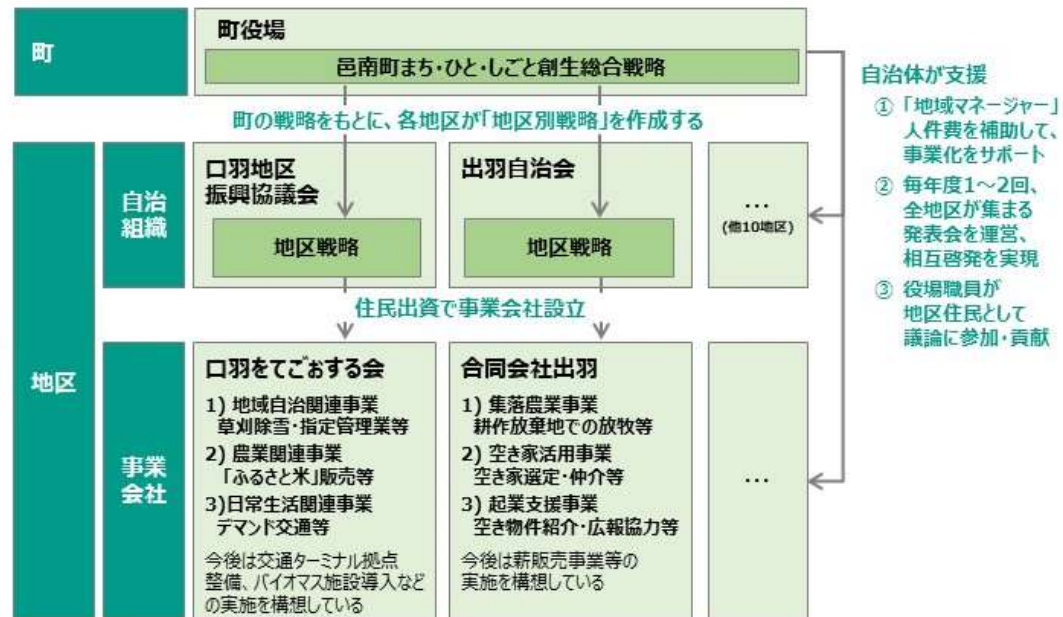 町
町役場
邑南町まち・ひと・しごと創生総合戦略
町の戦略をもとに、各地区が「地区別戦略」を作成する
地区
自治
組織
口羽地区
振興協議会
地区戦略
出羽自治会
地区戦略
…
(他10地区)
住民出資で事業会社設立
事業
会社
口羽をてごぉする会
1) 地域自治関連事業
草刈除雪・指定管理業等
2) 農業関連事業
「ふるさと米」販売等
3)日常生活関連事業
デマンド交通等
今後は交通ターミナル拠点
整備、バイオマス施設導入など
の実施を構想している
合同会社出羽
1) 集落農業事業
耕作放棄地での放牧等
2) 空き家活用事業
空き家選定・仲介等
3) 起業支援事業
空き物件紹介・広報協力等
今後は薪販売事業等の
実施を構想している
…
自治体が支援
① 「地域マネージャー」
人件費を補助して、
事業化をサポート
② 毎年度1～2回、
全地区が集まる
発表会を運営、
相互啓発を実現
③ 役場職員が
地区住民として
議論に参加・貢献